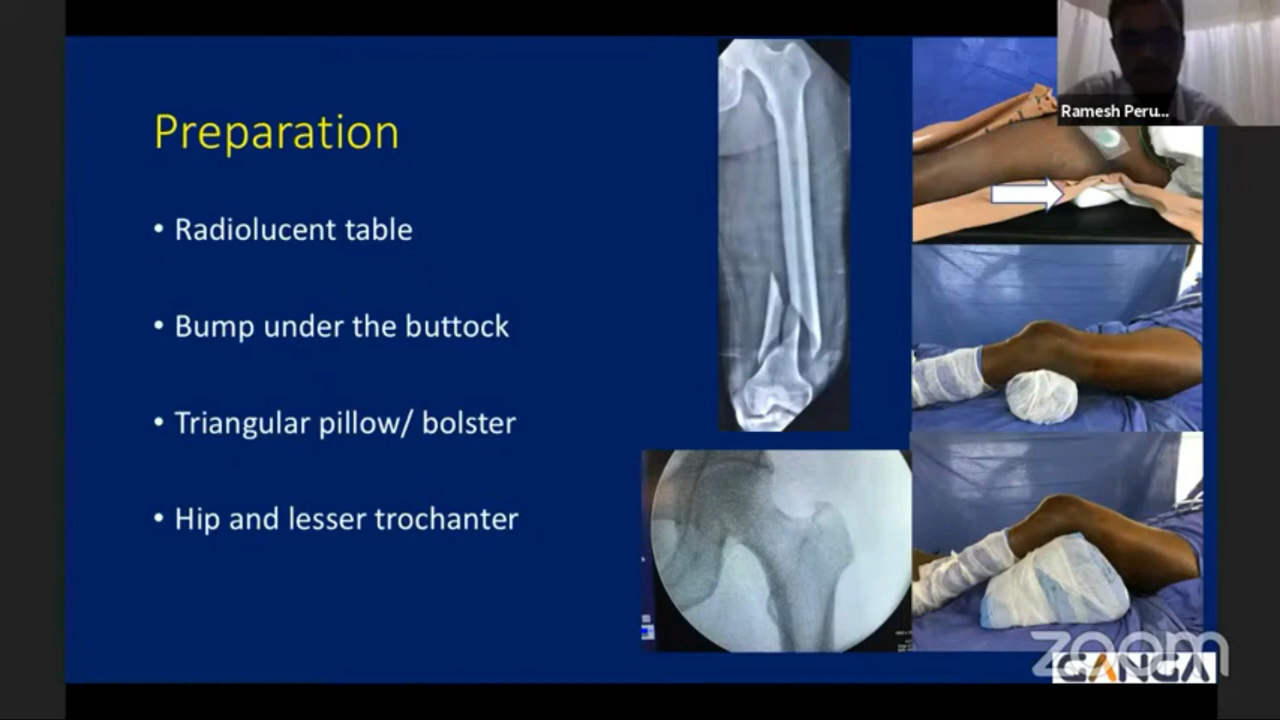 Ramesh Peru...
Preparation
• Radiolucent table
• Bump under the buttock
• Triangular pillow/ bolster
• Hip and lesser trochanter
zoom
GANGA